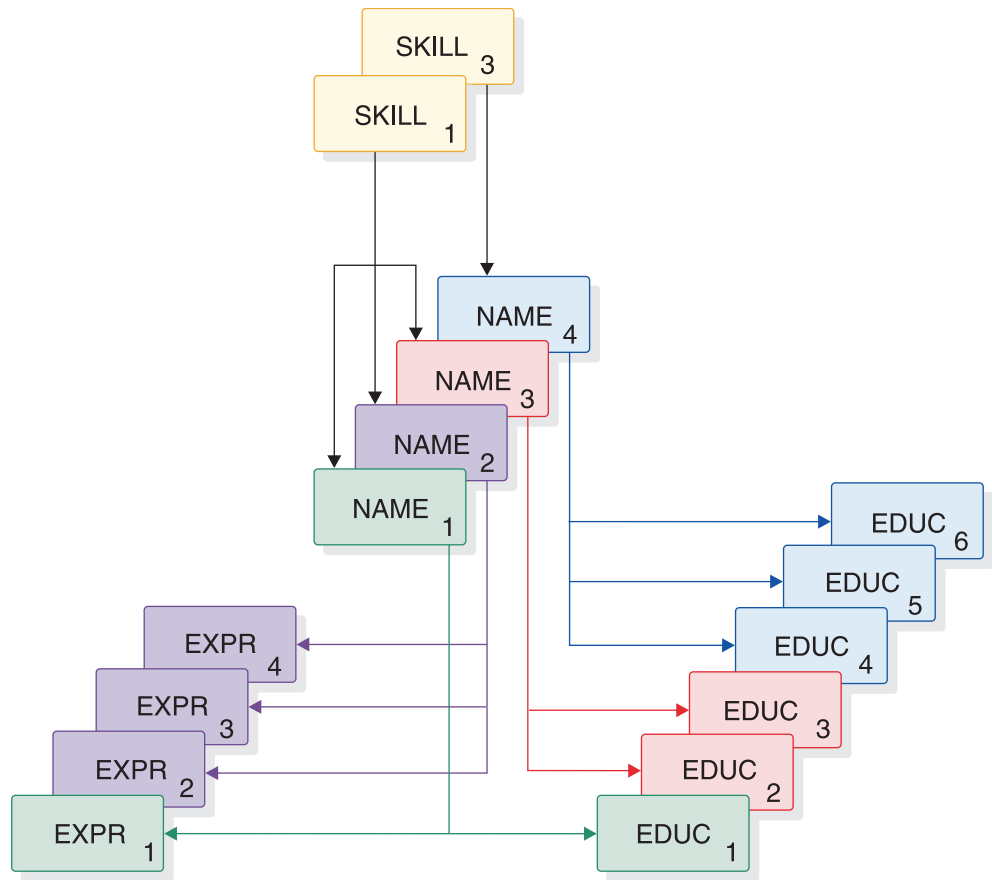 SKILL 3
SKILL 1
NAME 4
NAME 3
NAME 2
NAME 1
EDUC 6
EDUC 5
EDUC 4
EDUC 3
EDUC 2
EDUC 1
EXPR 4
EXPR 3
EXPR 2
EXPR 1